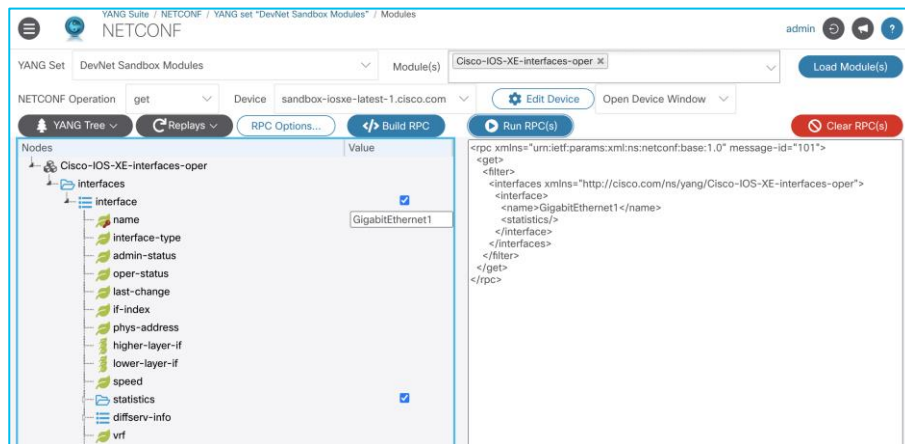 YANG Suite / NETCONF / YANG set "DevNet Sandbox Modules" / Modules
NETCONF
admin
?
YANG Set DevNet Sandbox Modules Module(s) Cisco-IOS-XE-interfaces-oper × Load Module(s)
NETCONF Operation get Device sandbox-iosxe-latest-1.cisco.com Edit Device Open Device Window
YANG Tree Replays RPC Options... </> Build RPC Run RPC(s) Clear RPC(s)
Nodes Value
Cisco-IOS-XE-interfaces-oper
interfaces
interface
name GigabitEthernet1
interface-type
admin-status
oper-status
last-change
if-index
phys-address
higher-layer-if
lower-layer-if
speed
statistics
diffserv-info
vrf
<rpc xmlns="urn:ietf:params:xml:ns:netconf:base:1.0" message-id="101">
<get>
<filter>
<interfaces xmlns="http://cisco.com/ns/yang/Cisco-IOS-XE-interfaces-oper">
<interface>
<name>GigabitEthernet1</name>
<statistics/>
</interface>
</interfaces>
</filter>
</get>
</rpc>